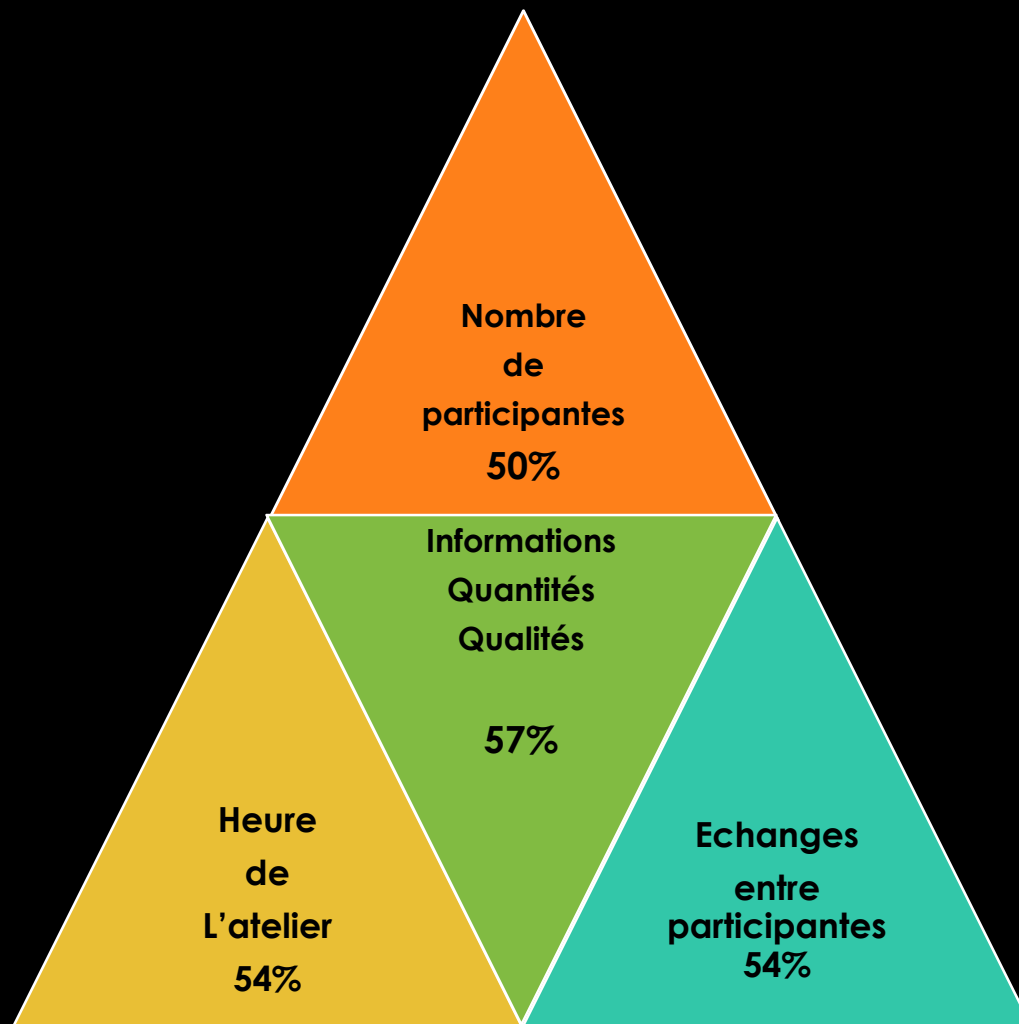 Nombre
de
participantes
50%
Informations
Quantités
Qualités
57%
Heure
de
L’atelier
54%
Echanges
entre
participantes
54%